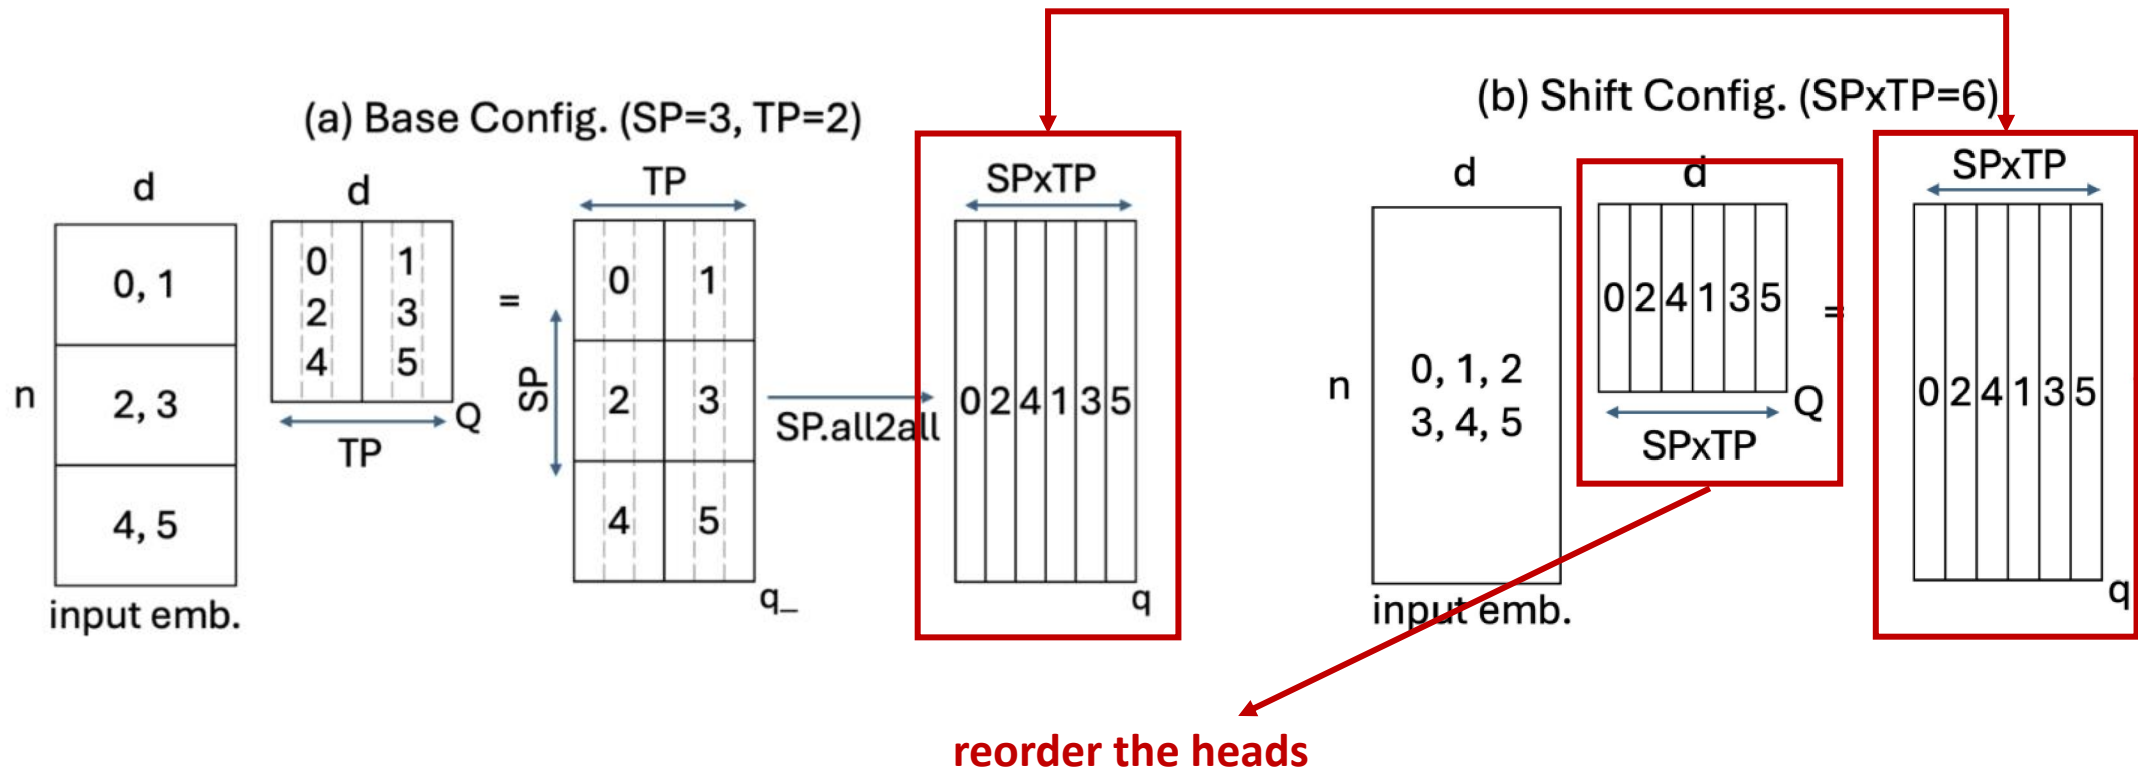 (a) Base Config. (SP=3, TP=2)
d
n
0, 1
2, 3
4, 5
input emb.
d
0 1
2 3
4 5
Q
TP
=
TP
SP
0 1
2 3
4 5
q_
SP.all2all
SPxTP
0 2 4 1 3 5
q
(b) Shift Config. (SPxTP=6)
d
n
0, 1, 2
3, 4, 5
input emb.
d
0 2 4 1 3 5
Q
SPxTP
=
SPxTP
0 2 4 1 3 5
q
reorder the heads